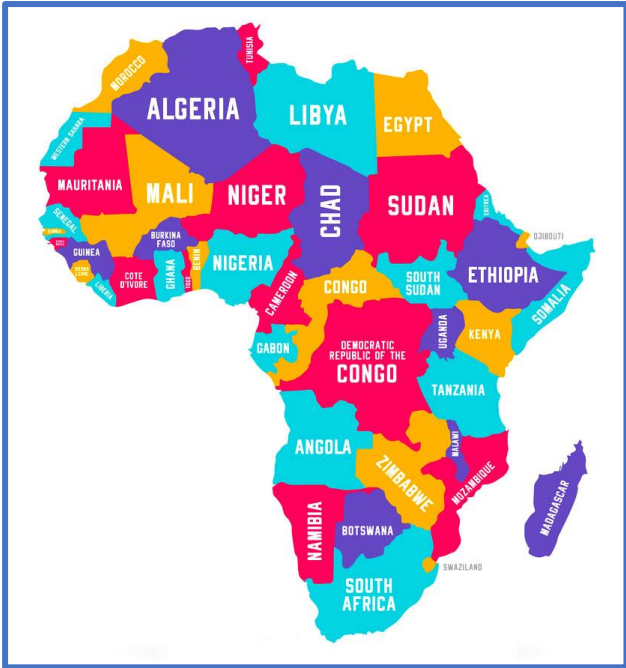 TUNISIA
MOROCCO
ALGERIA
LIBYA
EGYPT
WESTERN SAHARA
MAURITANIA
MALI
NIGER
CHAD
SUDAN
ERITREA
SENEGAL
GAMBIA
GUINEA
BURKINA
FASO
DJIBOUTI
SIERRA
LEONE
LIBERIA
COTE
D'IVORE
GHANA
TOGO
BENIN
NIGERIA
CAMEROON
CONGO
SOUTH
SUDAN
ETHIOPIA
SOMALIA
GABON
DEMOCRATIC
REPUBLIC OF THE
CONGO
UGANDA
KENYA
TANZANIA
ANGOLA
ZIMBABWE
MALAWI
MOZAMBIQUE
MADAGASCAR
NAMIBIA
BOTSWANA
SWAZILAND
SOUTH
AFRICA